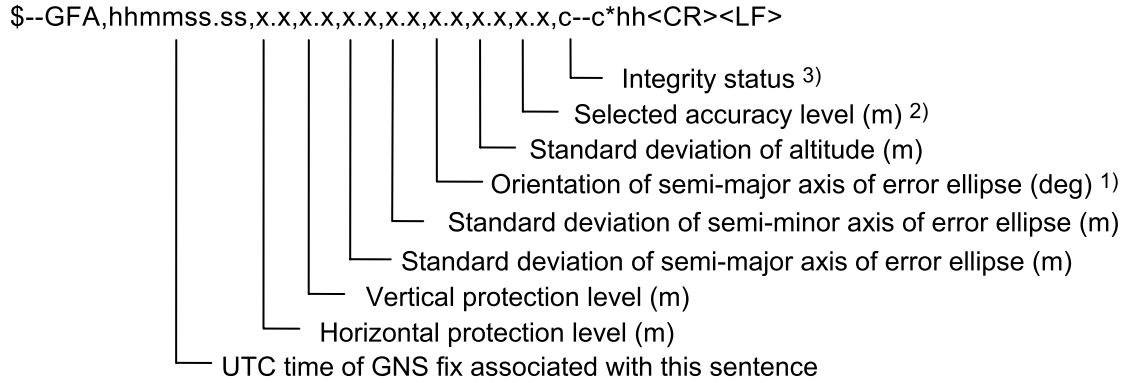 $--GFA,hhmmss.ss,x.x,x.x,x.x,x.x,x.x,x.x,x.x,c--c*hh<CR><LF>
Integrity status 3)
Selected accuracy level (m) 2)
Standard deviation of altitude (m)
Orientation of semi-major axis of error ellipse (deg) 1)
Standard deviation of semi-minor axis of error ellipse (m)
Standard deviation of semi-major axis of error ellipse (m)
Vertical protection level (m)
Horizontal protection level (m)
UTC time of GNS fix associated with this sentence